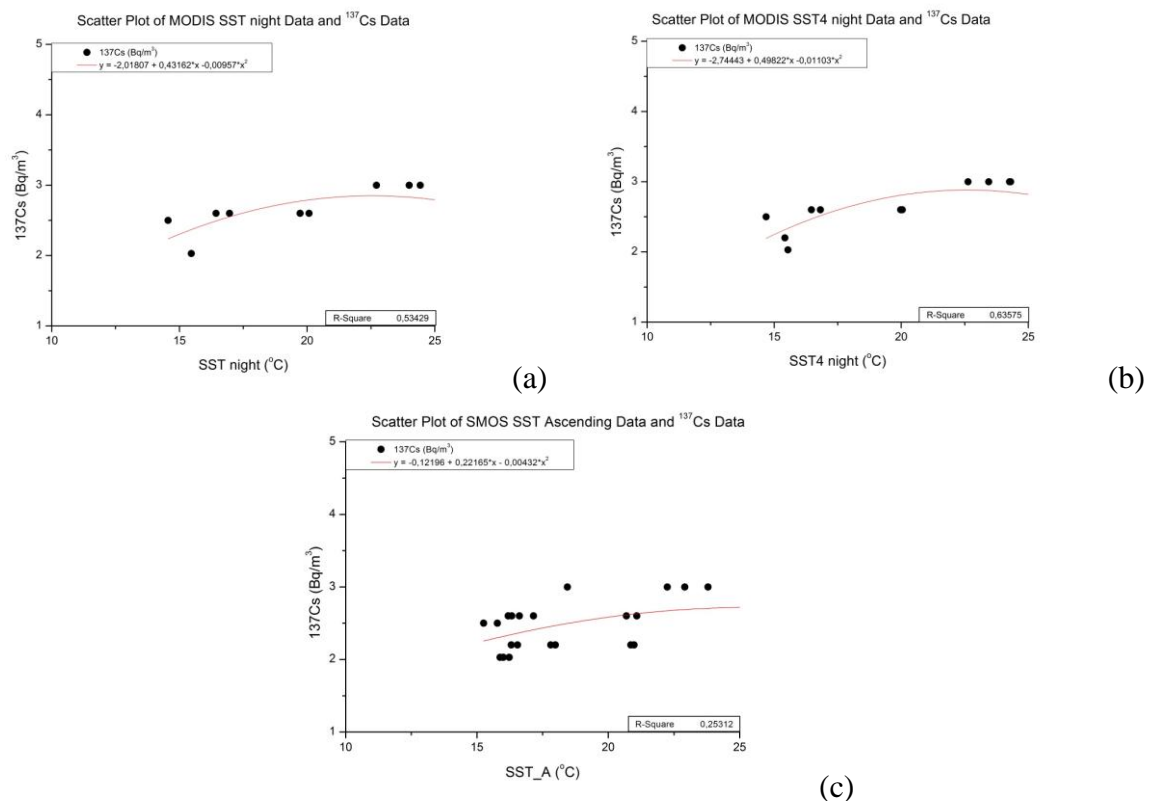 Scatter Plot of MODIS SST night Data and ¹³⁷Cs Data
5
137Cs (Bq/m³)
y = -2,01807 + 0,43162*x -0,00957*x²
4
3
2
1
137Cs (Bq/m³)
R-Square 0,53429
10 15 20 25
SST night (°C)
(a)
Scatter Plot of MODIS SST4 night Data and ¹³⁷Cs Data
5
137Cs (Bq/m³)
y = -2,74443 + 0,49822*x -0,01103*x²
4
3
2
1
137Cs (Bq/m³)
R-Square 0,63575
10 15 20 25
SST4 night (°C)
(b)
Scatter Plot of SMOS SST Ascending Data and ¹³⁷Cs Data
5
137Cs (Bq/m³)
y = -0,12196 + 0,22165*x - 0,00432*x²
4
3
2
1
137Cs (Bq/m³)
R-Square 0,25312
10 15 20 25
SST_A (°C)
(c)